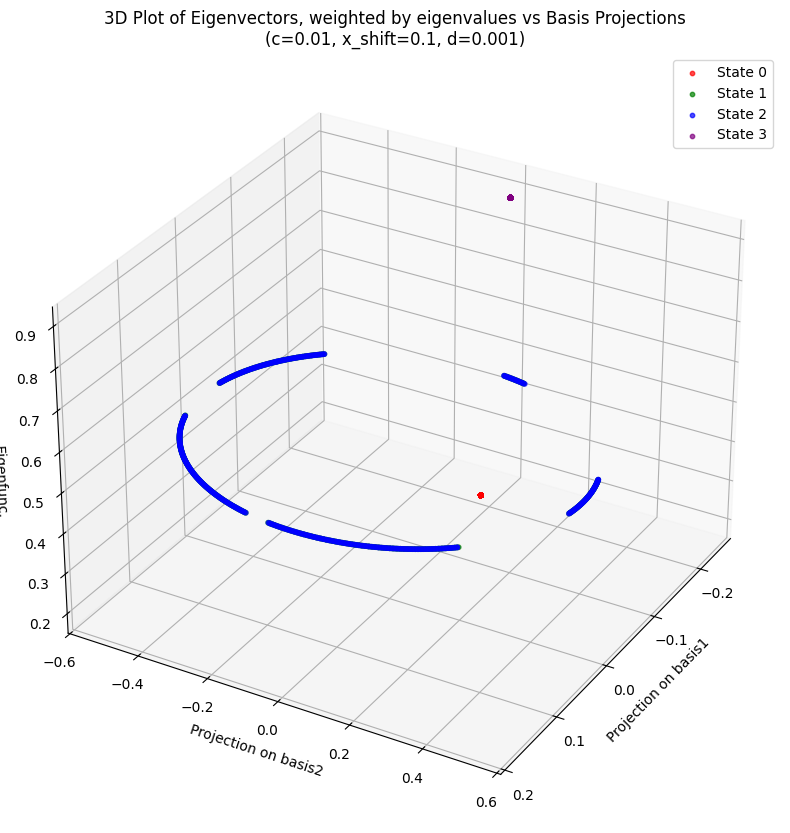 3D Plot of Eigenvectors, weighted by eigenvalues vs Basis Projections
(c=0.01, x_shift=0.1, d=0.001)
State 0
State 1
State 2
State 3
0.9
0.8
0.7
0.6
0.5
0.4
0.3
0.2
−0.6
−0.4
−0.2
0.0
0.2
0.4
0.6
Projection on basis2
−0.2
−0.1
0.0
0.1
0.2
Projection on basis1